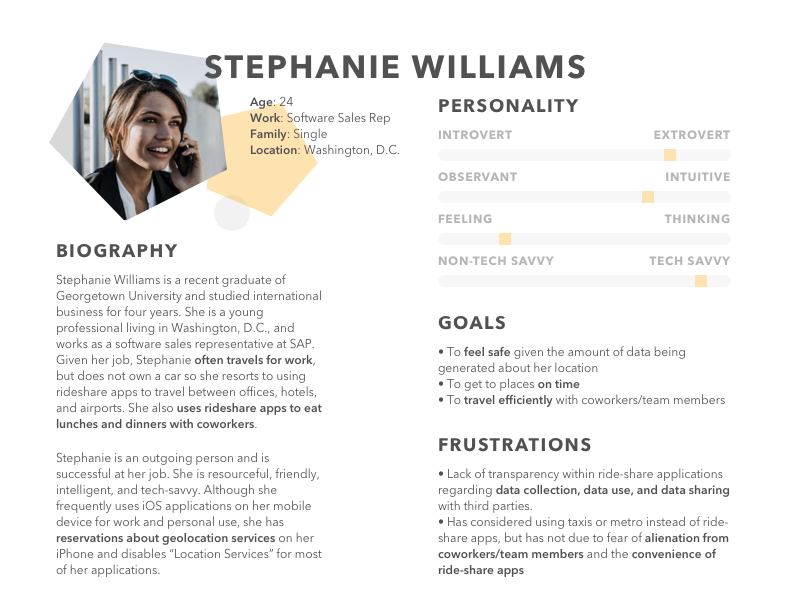 STEPHANIE WILLIAMS
Age: 24
Work: Software Sales Rep
Family: Single
Location: Washington, D.C.
BIOGRAPHY
Stephanie Williams is a recent graduate of
Georgetown University and studied international
business for four years. She is a young
professional living in Washington, D.C., and
works as a software sales representative at SAP.
Given her job, Stephanie often travels for work,
but does not own a car so she resorts to using
rideshare apps to travel between offices, hotels,
and airports. She also uses rideshare apps to eat
lunches and dinners with coworkers.
Stephanie is an outgoing person and is
successful at her job. She is resourceful, friendly,
intelligent, and tech-savvy. Although she
frequently uses iOS applications on her mobile
device for work and personal use, she has
reservations about geolocation services on her
iPhone and disables “Location Services” for most
of her applications.
PERSONALITY
INTROVERT EXTROVERT
OBSERVANT INTUITIVE
FEELING THINKING
NON-TECH SAVVY TECH SAVVY
GOALS
• To feel safe given the amount of data being
generated about her location
• To get to places on time
• To travel efficiently with coworkers/team members
FRUSTRATIONS
• Lack of transparency within ride-share applications
regarding data collection, data use, and data sharing
with third parties.
• Has considered using taxis or metro instead of ride-
share apps, but has not due to fear of alienation from
coworkers/team members and the convenience of
ride-share apps